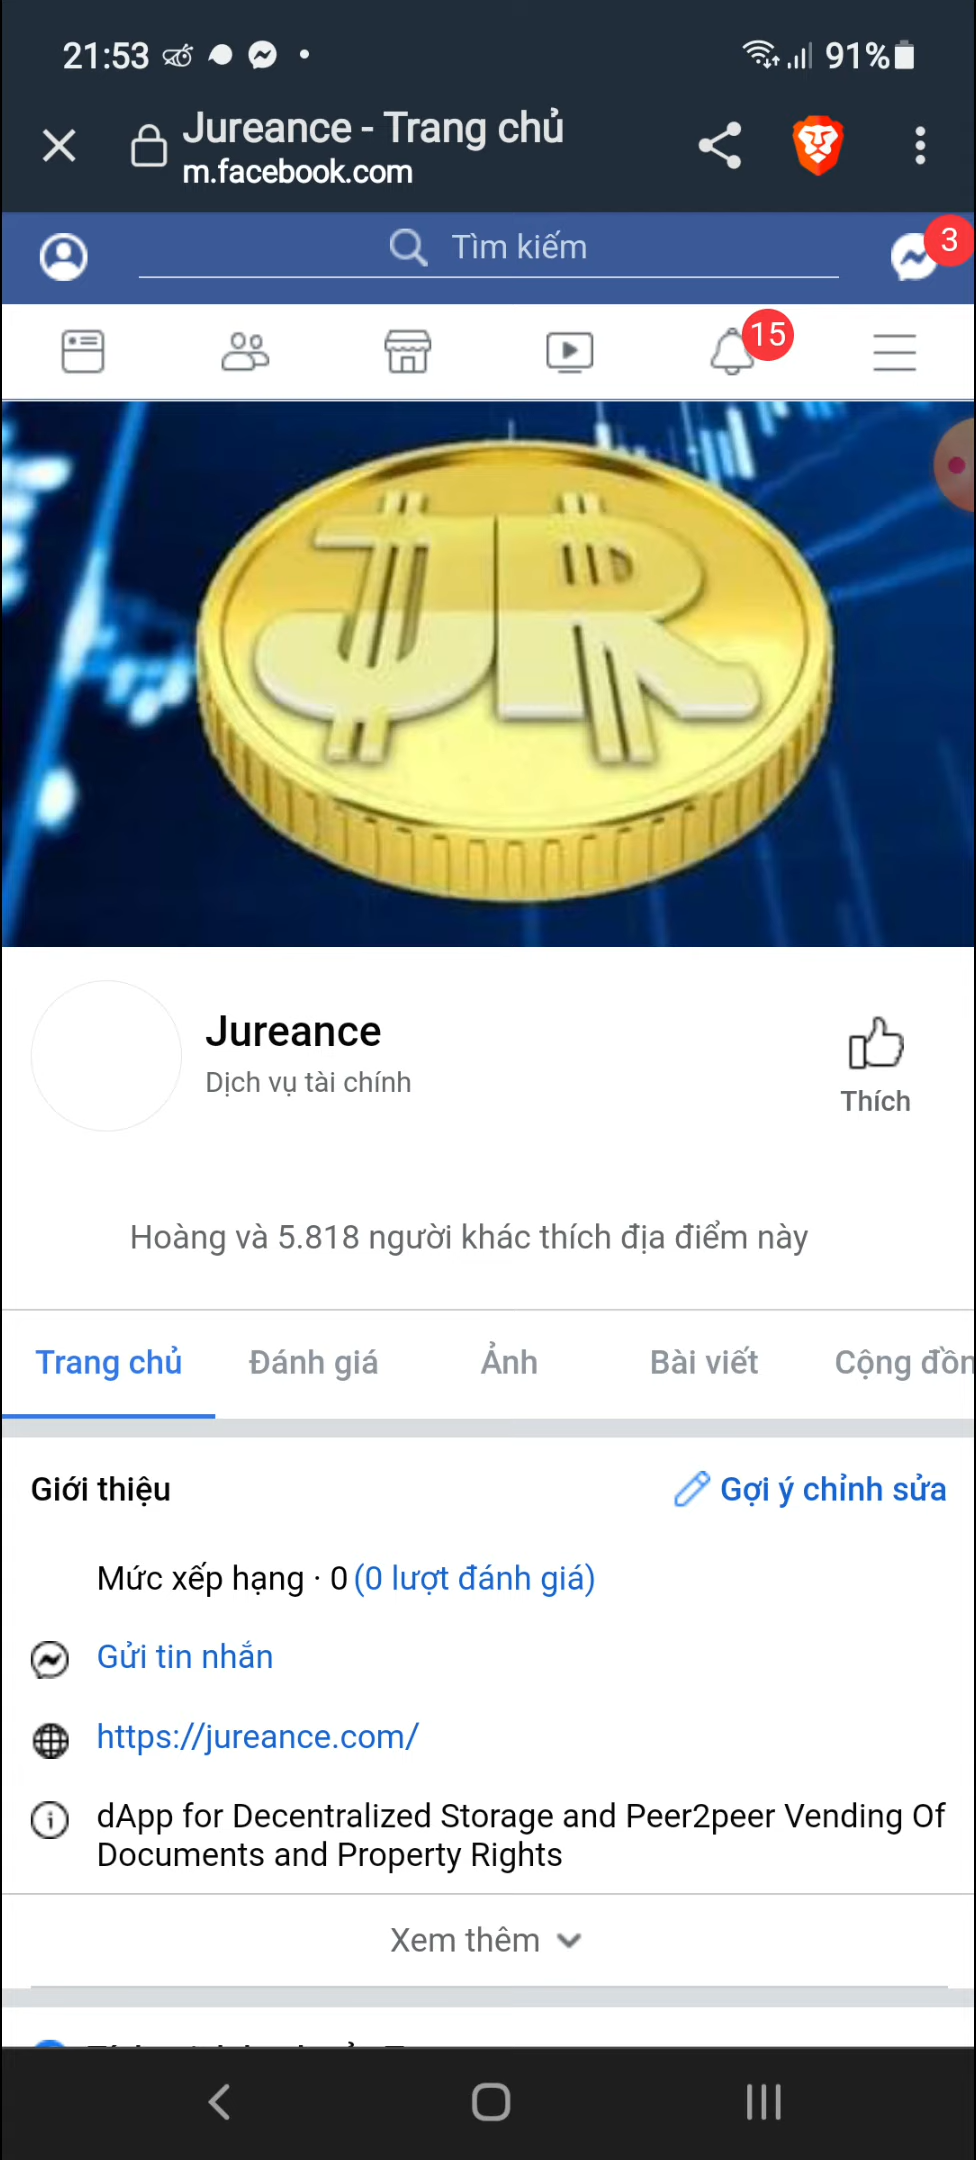 21:53
91%
Jureance - Trang chủ
m.facebook.com
Tìm kiếm
3
15
JR
Jureance
Dịch vụ tài chính
Thích
Hoàng và 5.818 người khác thích địa điểm này
Trang chủ Đánh giá Ảnh Bài viết Cộng đồn
Giới thiệu
Gợi ý chỉnh sửa
Mức xếp hạng · 0 (0 lượt đánh giá)
Gửi tin nhắn
https://jureance.com/
dApp for Decentralized Storage and Peer2peer Vending Of
Documents and Property Rights
Xem thêm